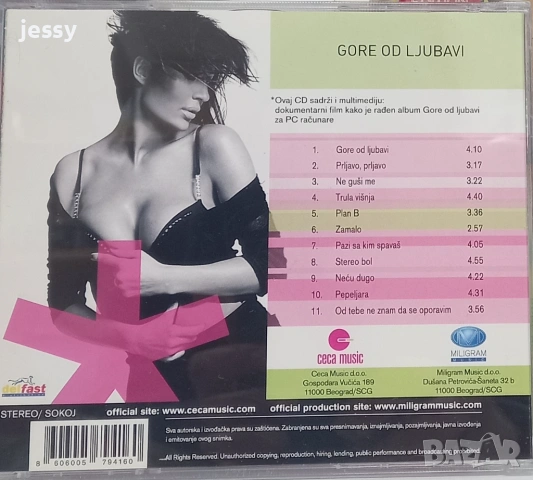 jessy
GORE OD LJUBAVI
*Ovaj CD sadrži i multimediju:
dokumentarni film kako je rađen album Gore od ljubavi
za PC računare
1. Gore od ljubavi 4.10
2. Prljavo, prljavo 3.17
3. Ne guši me 3.22
4. Trula višnja 4.40
5. Plan B 3.36
6. Zamalo 2.57
7. Pazi sa kim spavaš 4.05
8. Stereo bol 4.55
9. Neću dugo 4.22
10. Pepeljara 4.31
11. Od tebe ne znam da se oporavim 3.56
ceca music
Ceca Music d.o.o.
Gospodara Vučića 189
11000 Beograd/SCG
MILIGRAM
MUSIC
Miligram Music d.o.o.
Dušana Petrovića-Šaneta 32 b
11000 Beograd/SCG
delfast
STEREO/ SOKOJ
official site: www.cecamusic.com
official production site: www.miligrammusic.com
Sva autorska i izvođačka prava su zaštićena. Zabranjena su sva presnimavanja, iznajmljivanja, pozajmljivanja, javna izvođenja
i emitovanje ovog snimka.
All Rights Reserved. Unauthorized copying, reproduction, hiring, lending, public performance and broadcasting prohibited.
8 606005 794160
BAZAR